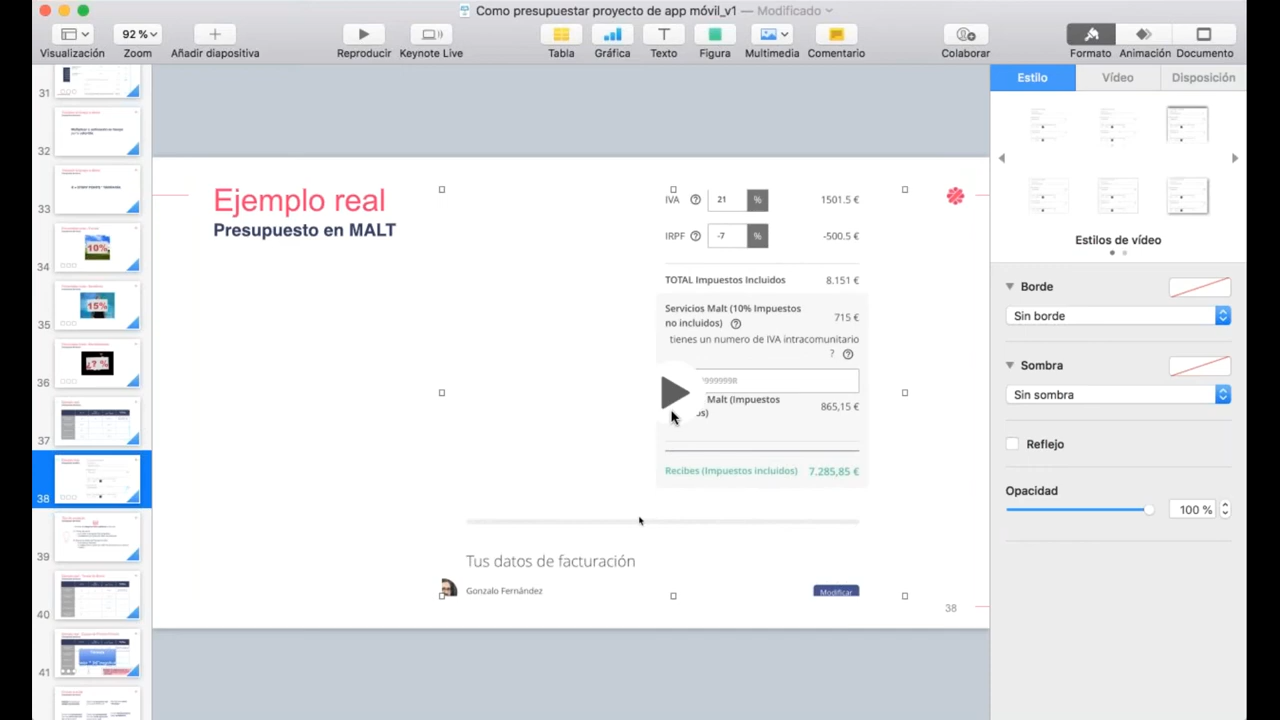 Como presupuestar proyecto de app móvil_v1 — Modificado
92 %
Visualización Zoom Añadir diapositiva Reproducir Keynote Live Tabla Gráfica Texto Figura Multimedia Comentario Colaborar Formato Animación Documento
Estilo Vídeo Disposición
31
32
33
34
10%
35
15%
36
37
38
39
40
41
Ejemplo real
Presupuesto en MALT
IVA 21 % 1501.5 €
IRPF -7 % -500.5 €
TOTAL Impuestos Incluidos 8.151 €
Servicios Malt (10% Impuestos
no incluidos) 715 €
tienes un numero de IVA intracomunitario
?
9999999R
Malt (Impuestos
os) 865,15 €
Recibes (Impuestos incluidos) 7.285,85 €
Tus datos de facturación
Gonzalo Fernández
Modificar
38
Estilos de vídeo
Borde
Sin borde
Sombra
Sin sombra
Reflejo
Opacidad
100 %